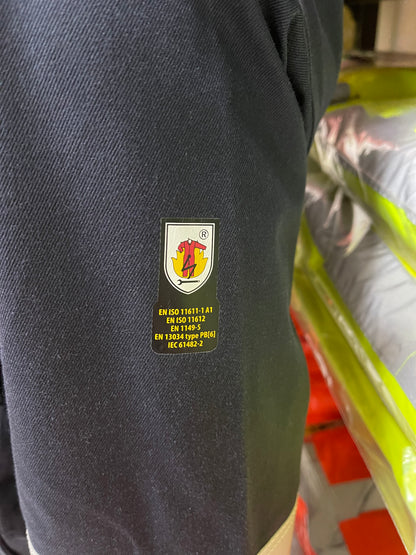 ®
EN ISO 11611-1 A1
EN ISO 11612
EN 1149-5
EN 13034 type PB[6]
IEC 61482-2